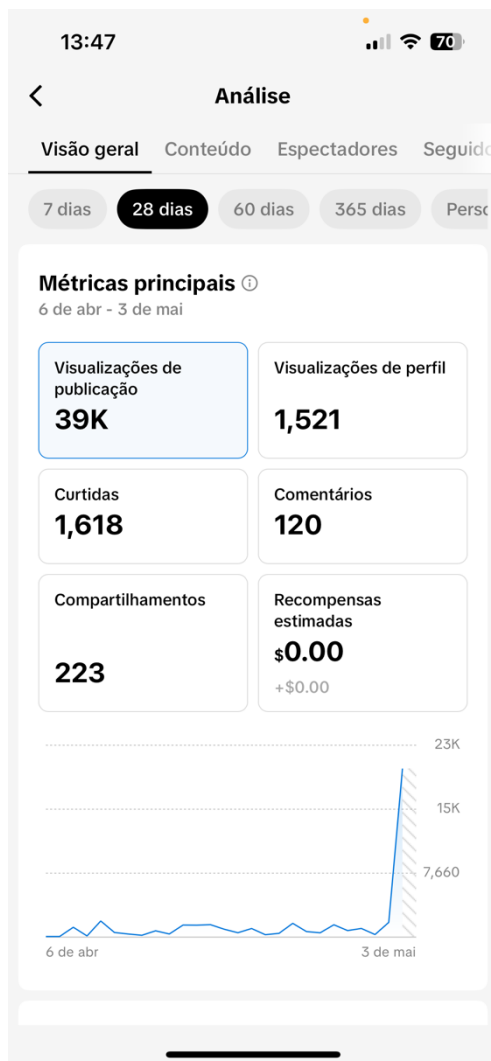 13:47
70
Análise
Visão geral Conteúdo Espectadores Seguid
7 dias 28 dias 60 dias 365 dias Perso
Métricas principais
6 de abr - 3 de mai
Visualizações de
publicação
39K
Visualizações de perfil
1,521
Curtidas
1,618
Comentários
120
Compartilhamentos
223
Recompensas
estimadas
$0.00
+$0.00
23K
15K
7,660
6 de abr 3 de mai